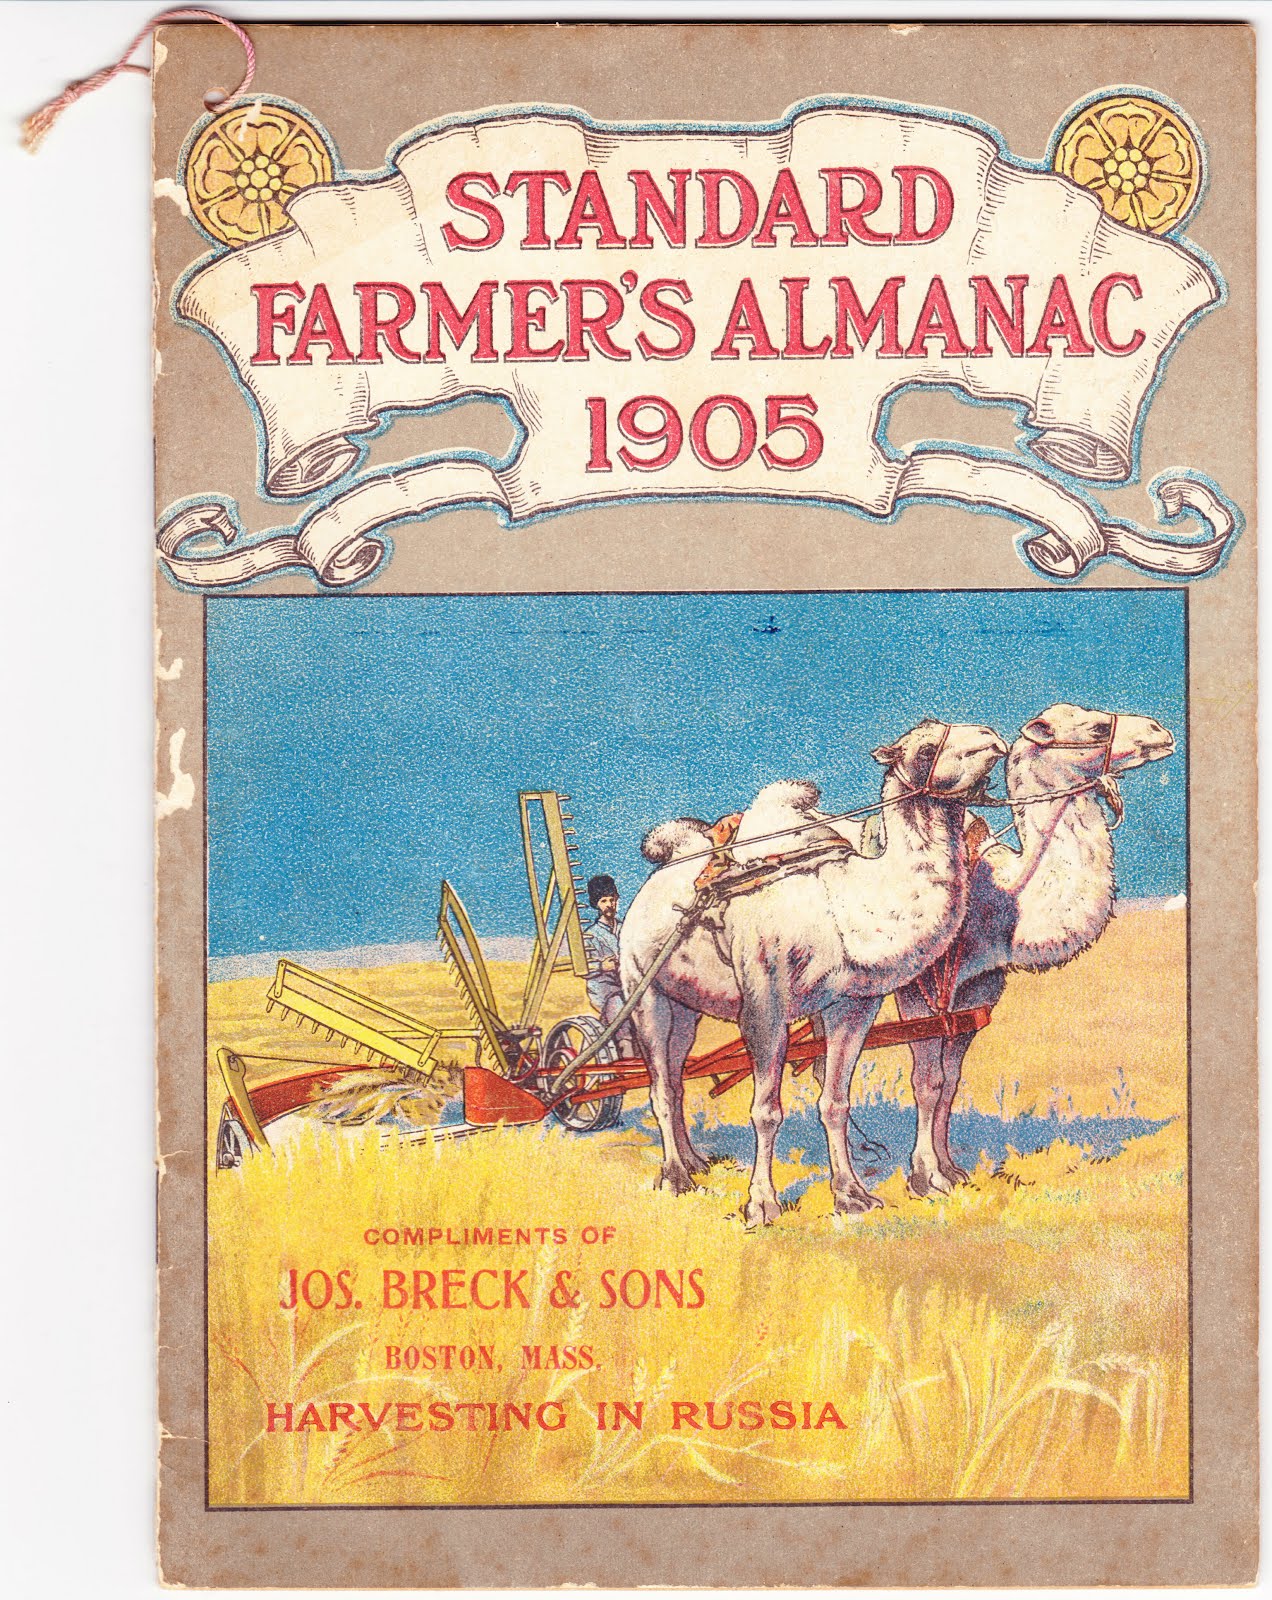 STANDARD
FARMER'S ALMANAC
1905
COMPLIMENTS OF
JOS. BRECK & SONS
BOSTON, MASS.
HARVESTING IN RUSSIA